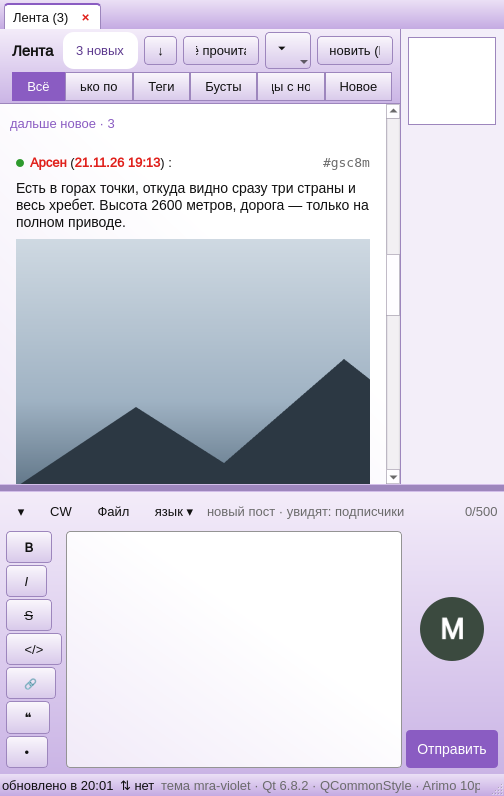 Лента (3) ×
Лента 3 новых ↓ ё прочита новить (
Всё ько по Теги Бусты ы с но Новое
дальше новое · 3
Арсен (21.11.26 19:13) : #gsc8m
Есть в горах точки, откуда видно сразу три страны и
весь хребет. Высота 2600 метров, дорога — только на
полном приводе.
▾ CW Файл язык ▾ новый пост · увидят: подписчики 0/500
B
I
S
</>
🔗
❝
•
М
Отправить
обновлено в 20:01 ⇅ нет тема mra-violet · Qt 6.8.2 · QCommonStyle · Arimo 10p